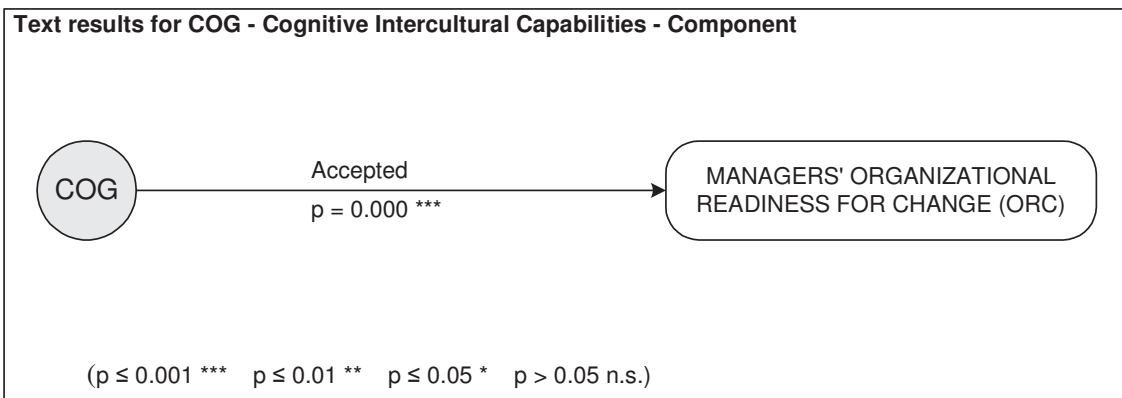 Text results for COG - Cognitive Intercultural Capabilities - Component
COG
Accepted
p = 0.000 ***
MANAGERS' ORGANIZATIONAL
READINESS FOR CHANGE (ORC)
(p ≤ 0.001 *** p ≤ 0.01 ** p ≤ 0.05 * p > 0.05 n.s.)